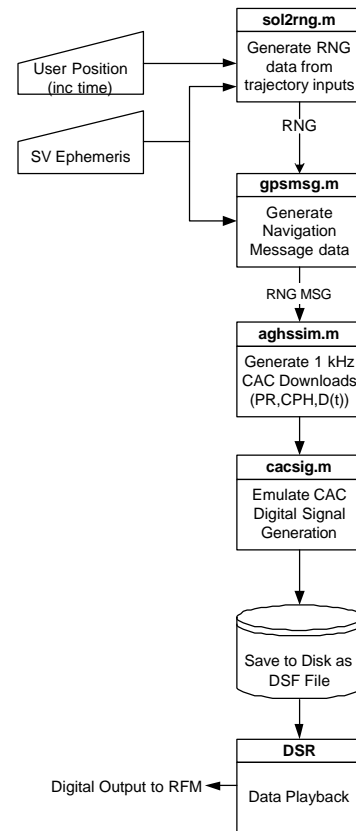 sol2rng.m
Generate RNG
data from
trajectory inputs
User Position
(inc time)
RNG
SV Ephemeris
gpsmsg.m
Generate
Navigation
Message data
RNG MSG
aghssim.m
Generate 1 kHz
CAC Downloads
(PR,CPH,D(t))
cacsig.m
Emulate CAC
Digital Signal
Generation
Save to Disk as
DSF File
DSR
Digital Output to RFM
Data Playback